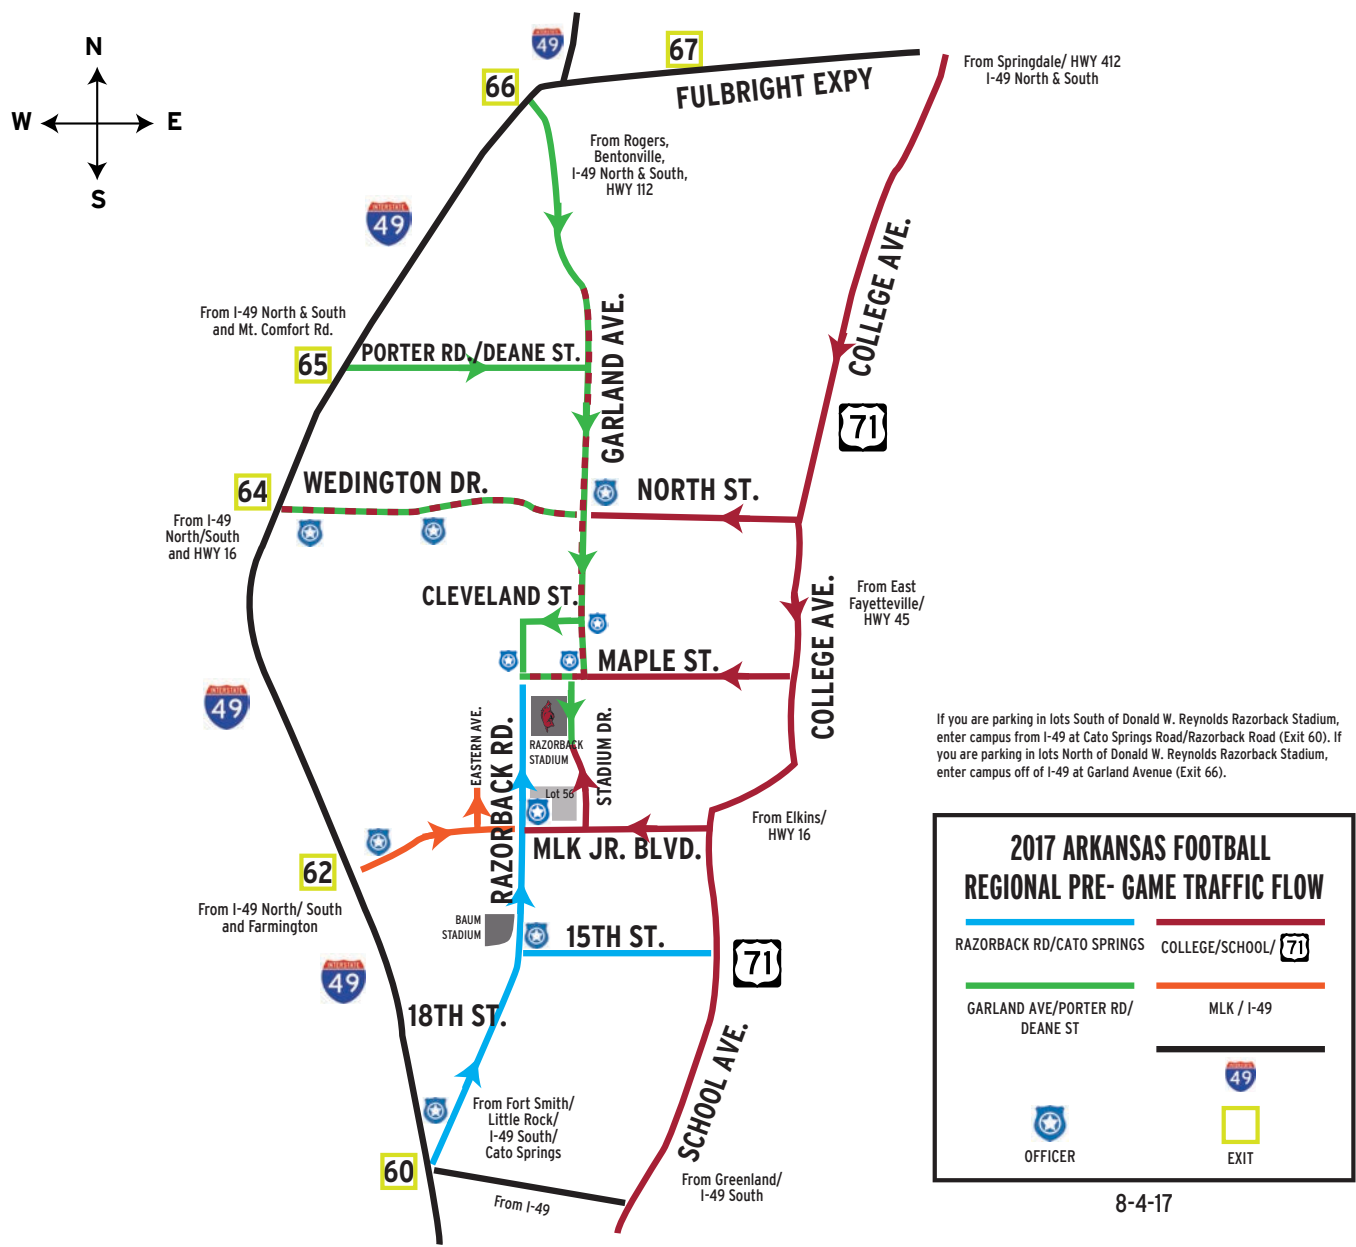 N
W
E
S
49
67
66
FULBRIGHT EXPY
From Springdale/ HWY 412
I-49 North & South
From Rogers,
Bentonville,
I-49 North & South,
HWY 112
INTERSTATE
49
COLLEGE AVE.
71
From I-49 North & South
and Mt. Comfort Rd.
65
PORTER RD./DEANE ST.
GARLAND AVE.
64
WEDINGTON DR.
NORTH ST.
From I-49
North/South
and HWY 16
CLEVELAND ST.
COLLEGE AVE.
From East
Fayetteville/
HWY 45
MAPLE ST.
INTERSTATE
49
EASTERN AVE.
RAZORBACK RD.
RAZORBACK
STADIUM
STADIUM DR.
Lot 56
If you are parking in lots South of Donald W. Reynolds Razorback Stadium,
enter campus from I-49 at Cato Springs Road/Razorback Road (Exit 60). If
you are parking in lots North of Donald W. Reynolds Razorback Stadium,
enter campus off of I-49 at Garland Avenue (Exit 66).
From Elkins/
HWY 16
MLK JR. BLVD.
62
From I-49 North/ South
and Farmington
BAUM
STADIUM
15TH ST.
71
INTERSTATE
49
18TH ST.
SCHOOL AVE.
From Fort Smith/
Little Rock/
I-49 South/
Cato Springs
60
From I-49
From Greenland/
I-49 South
2017 ARKANSAS FOOTBALL
REGIONAL PRE- GAME TRAFFIC FLOW
RAZORBACK RD/CATO SPRINGS
COLLEGE/SCHOOL/ 71
GARLAND AVE/PORTER RD/
DEANE ST
MLK / I-49
49
OFFICER
EXIT
8-4-17